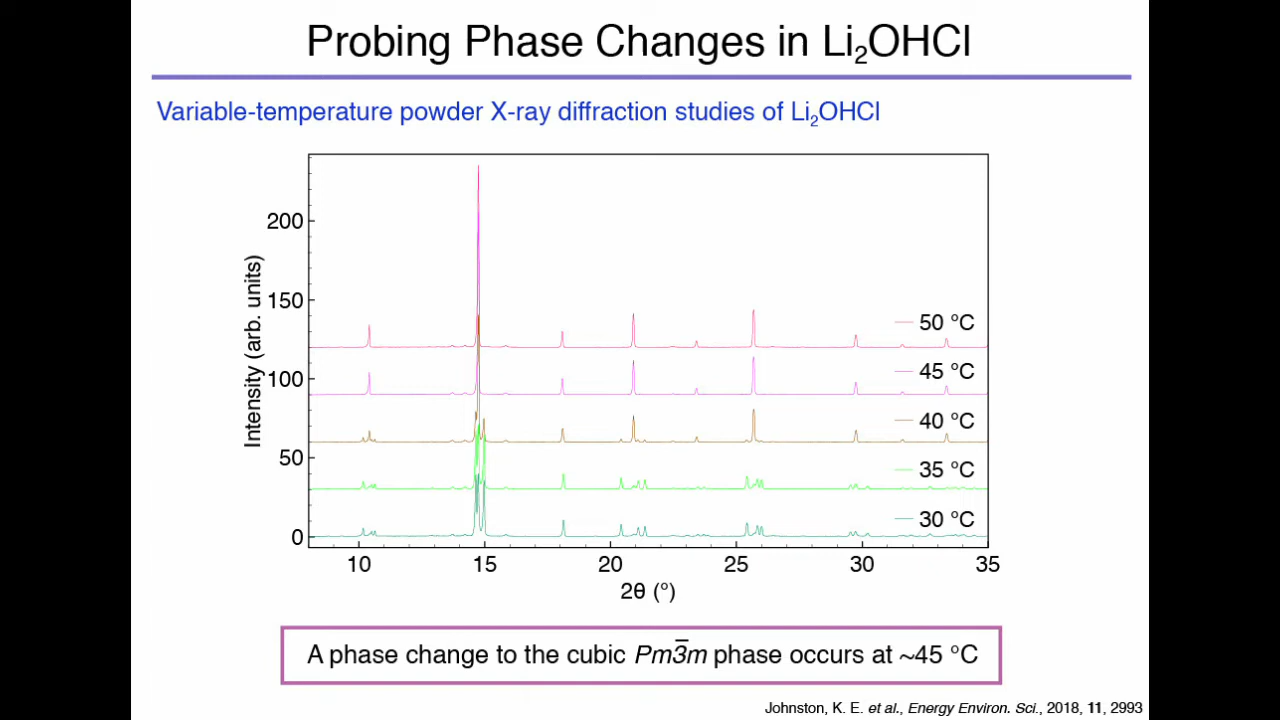 Probing Phase Changes in Li₂OHCl
Variable-temperature powder X-ray diffraction studies of Li₂OHCl
Intensity (arb. units)
200
150
100
50
0
50 °C
45 °C
40 °C
35 °C
30 °C
10 15 20 25 30 35
2θ (°)
A phase change to the cubic Pm3̅m phase occurs at ~45 °C
Johnston, K. E. et al., Energy Environ. Sci., 2018, 11, 2993